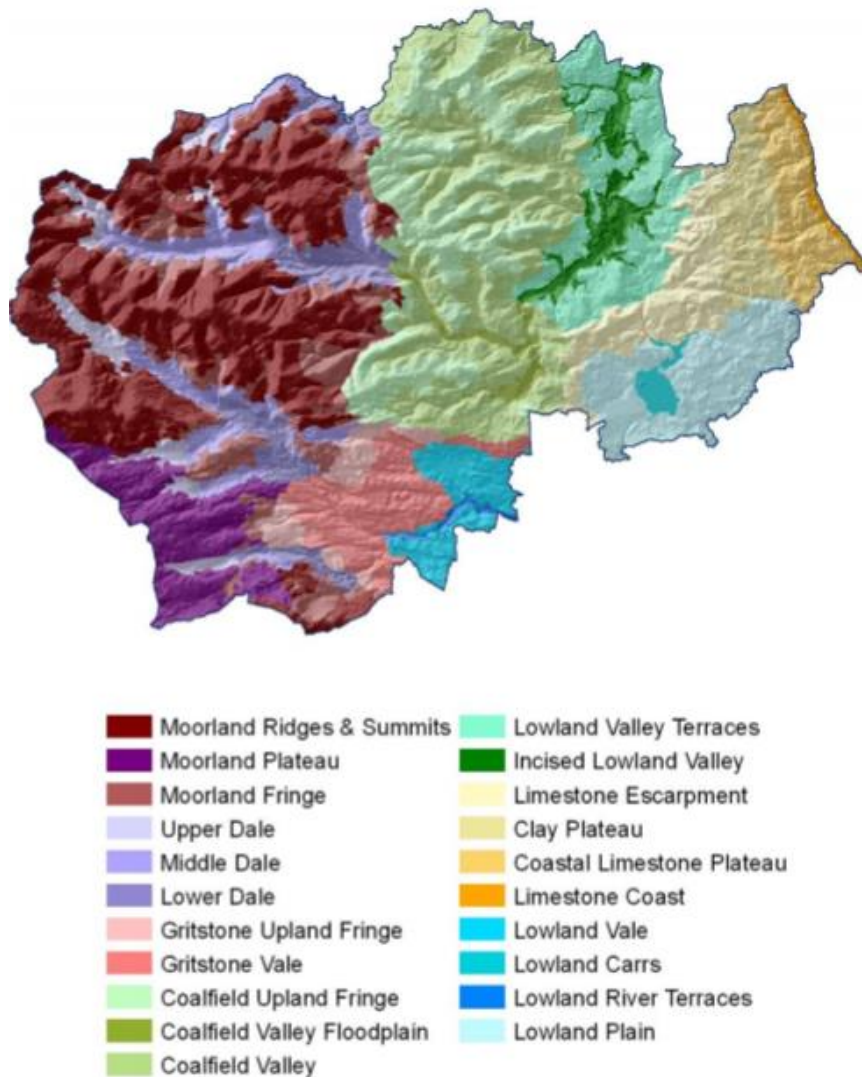 Moorland Ridges & Summits
Moorland Plateau
Moorland Fringe
Upper Dale
Middle Dale
Lower Dale
Gritstone Upland Fringe
Gritstone Vale
Coalfield Upland Fringe
Coalfield Valley Floodplain
Coalfield Valley
Lowland Valley Terraces
Incised Lowland Valley
Limestone Escarpment
Clay Plateau
Coastal Limestone Plateau
Limestone Coast
Lowland Vale
Lowland Carrs
Lowland River Terraces
Lowland Plain